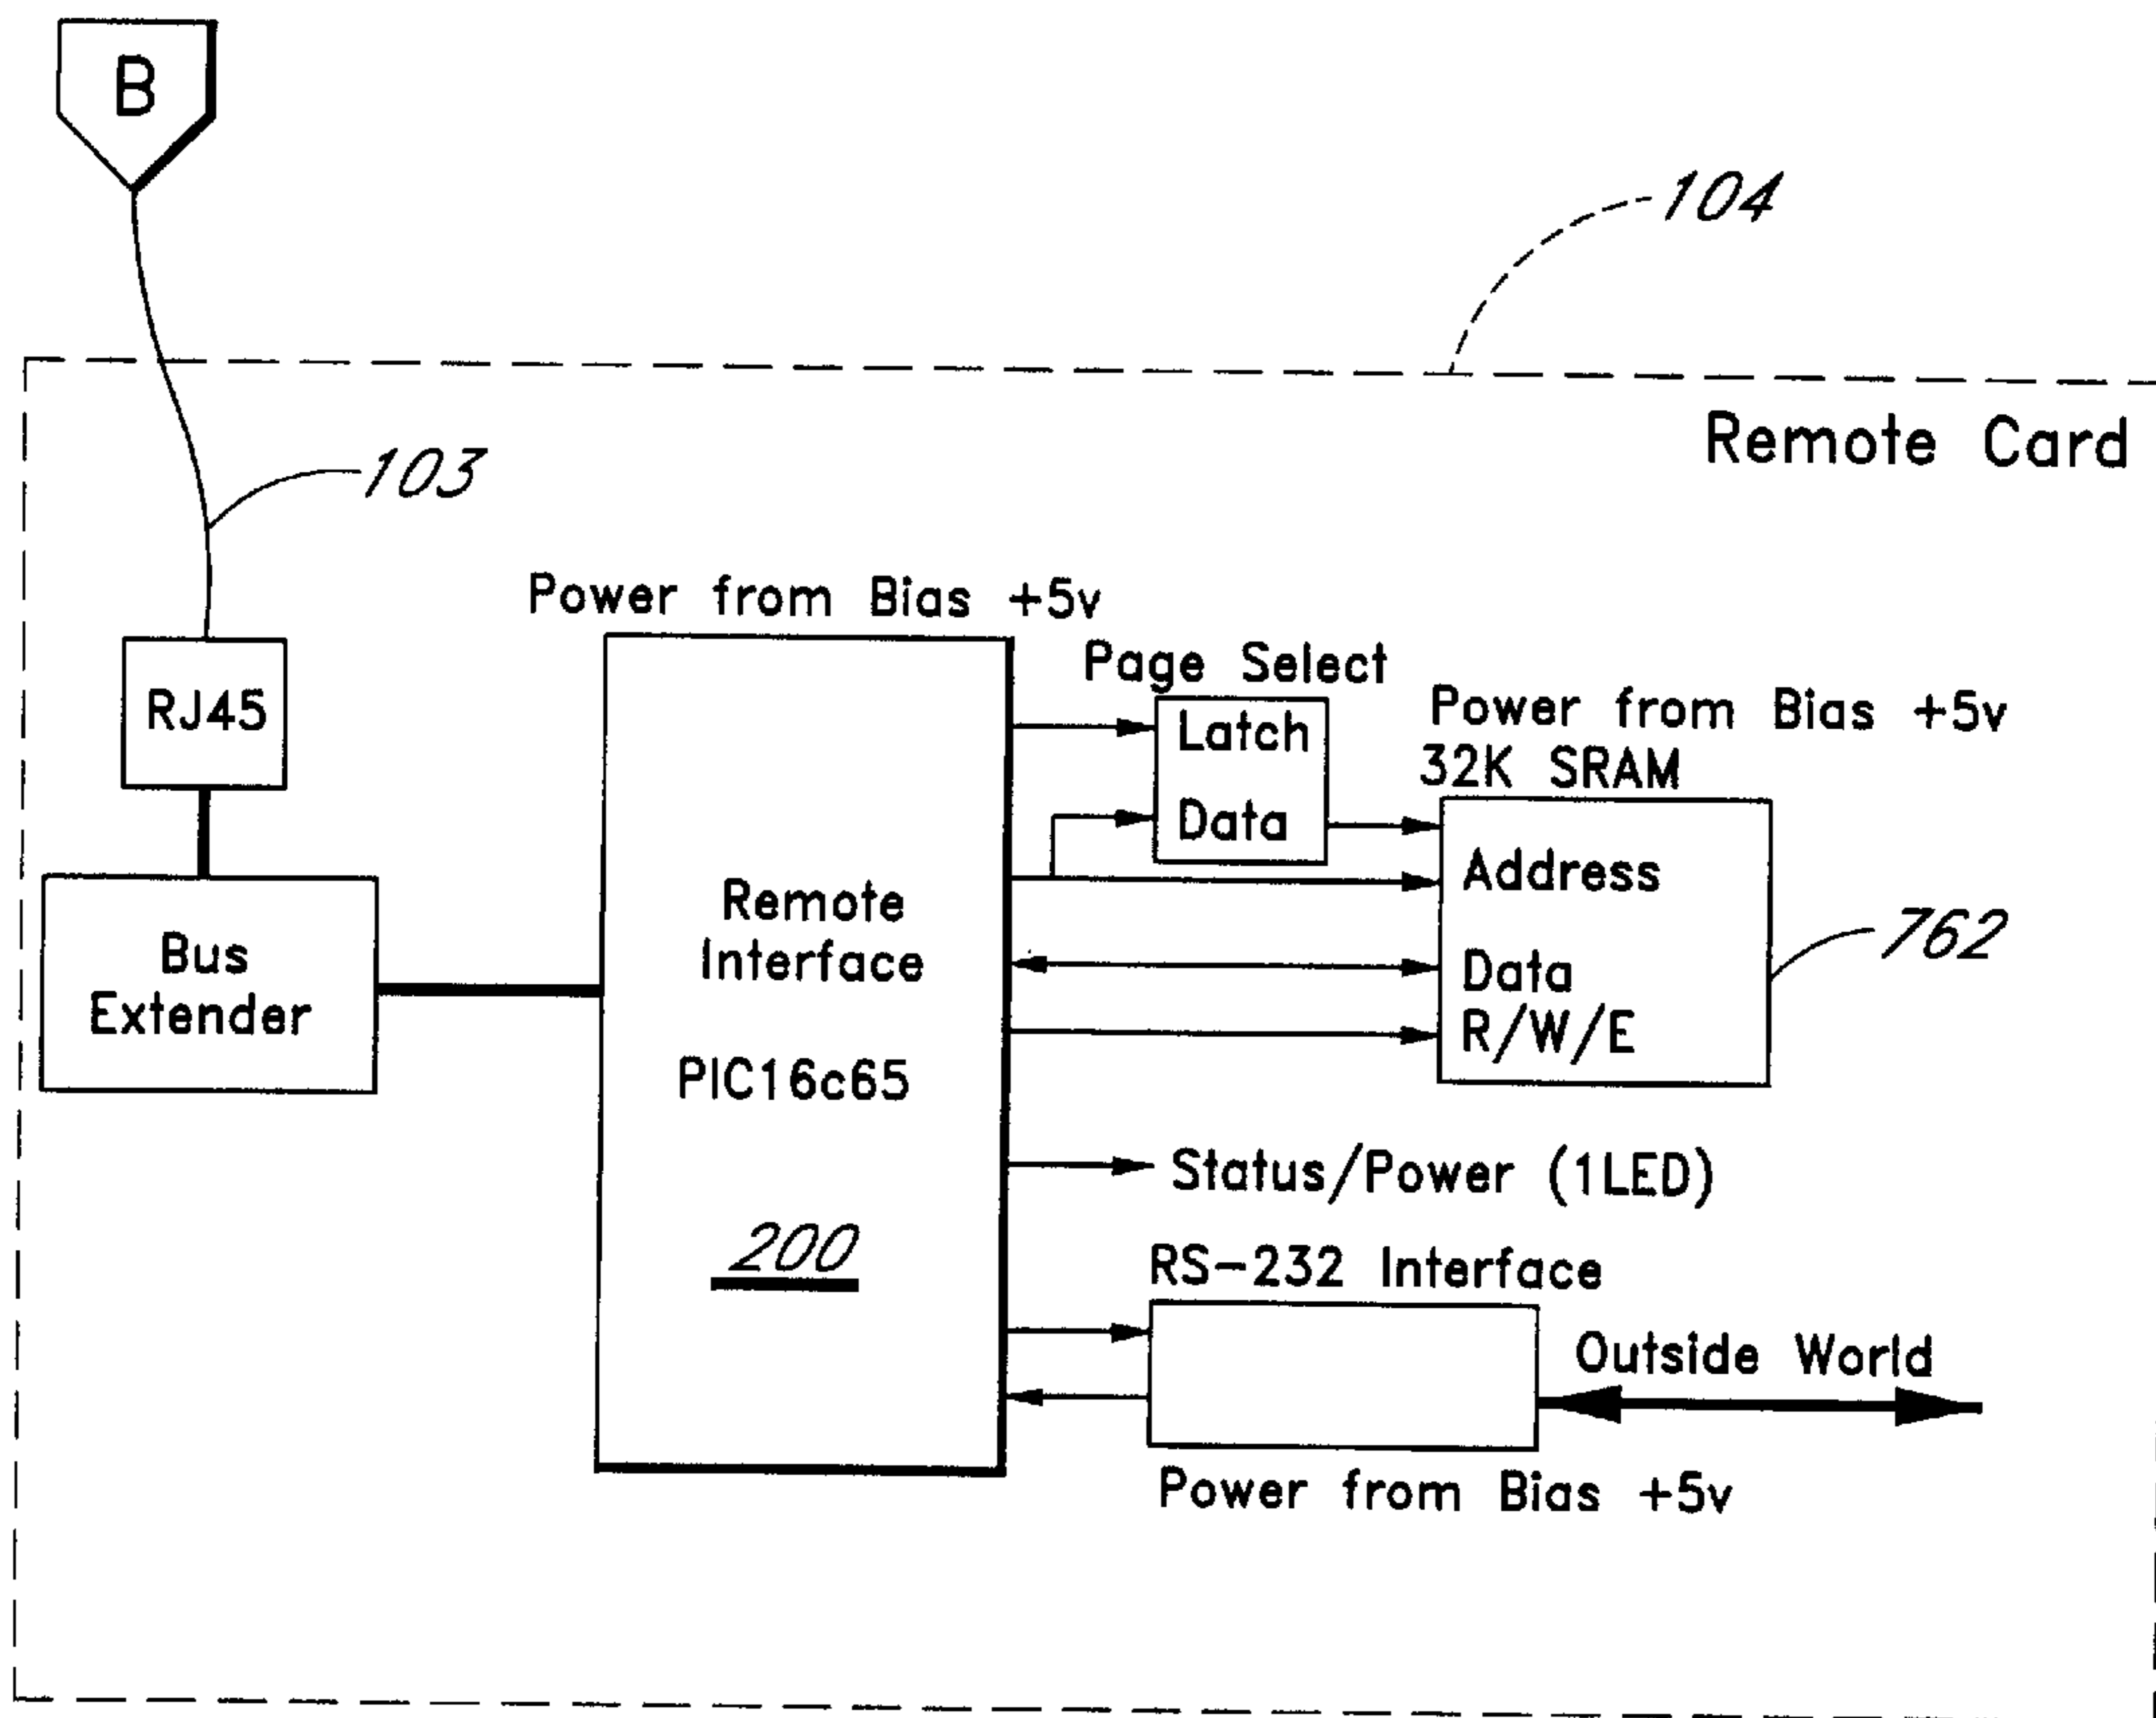 B
104
Remote Card
103
Power from Bias +5v
Page Select
RJ45
Latch
Power from Bias +5v
32K SRAM
Data
Address
Remote
Interface
762
Bus
Extender
Data
R/W/E
PIC16c65
Status/Power (1LED)
200
RS-232 Interface
Outside World
Power from Bias +5v